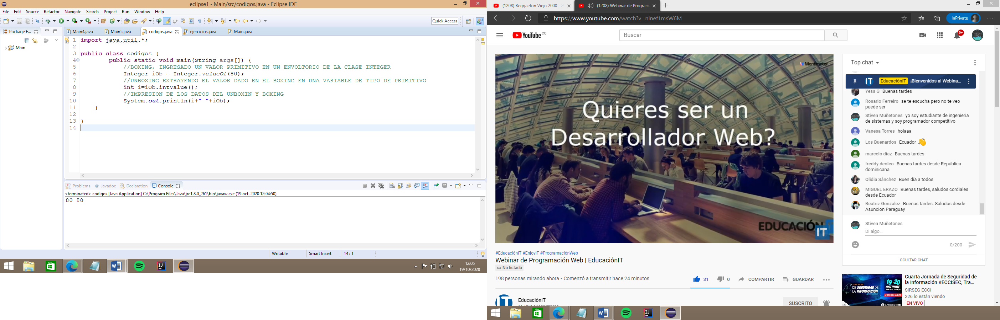 eclipse1 - Main/src/codigos.java - Eclipse IDE
File Edit Source Refactor Navigate Search Project Run Window Help
Quick Access
Package E...
Main
Main4.java Main5.java codigos.java ejercicios.java Main.java
1 import java.util.*;
2
3 public class codigos {
4 public static void main(String args[]) {
5 //BOXING, INGRESADO UN VALOR PRIMITIVO EN UN ENVOLTORIO DE LA CLASE INTEGER
6 Integer iOb = Integer.valueOf(80);
7 //UNBOXING EXTRAYENDO EL VALOR DADO EN EL BOXING EN UNA VARIABLE DE TIPO DE PRIMITIVO
8 int i=iOb.intValue();
9 //IMPRESION DE LOS DATOS DEL UNBOXIN Y BOXING
10 System.out.println(i+" "+iOb);
11 }
12
13 }
14
Problems Javadoc Declaration Console
<terminated> codigos [Java Application] C:\Program Files\Java\jre1.8.0_261\bin\javaw.exe (19 oct. 2020 12:04:50)
80 80
Writable Smart Insert 14 : 1
12:05
19/10/2020
(1208) Reggaeton Viejo 2000 - 2
(1208) Webinar de Program
https://www.youtube.com/watch?v=nlnef1msW6M
InPrivate
YouTube CO
Buscar
9+
Mentimeter
Quieres ser un
Desarrollador Web?
EDUCACIÓN
IT
#EducaciónIT #EnjoyIT #ProgramaciónWeb
Webinar de Programación Web | EducaciónIT
No listado
198 personas mirando ahora • Comenzó a transmitir hace 24 minutos
31 0 COMPARTIR GUARDAR
IT
EducaciónIT
SUSCRITO
Top chat
IT EducaciónIT ¡Bienvenidos al Webina...
Yess G Buenas tardes
Rosario Ferreiro se te escucha pero no te veo
puede ser
Stiven Muñetones yo soy estudiante de ingenieria
de sistemas y soy programador competitivo
Vanesa Torres holaaa
Los Buenardos Ecuador 👏
marcelo diaz Buenas tardes
freddy deoleo Buenas tardes desde República
dominicana
Olidia Sánchez Buen día a todos
MIGUEL ERAZO Buenas tardes, saludos cordiales
desde Ecuador
Beatriz Gonzalez Buenas tardes. Saludos desde
Asuncion Paraguay
Stiven Muñetones
Di algo...
0/200
OCULTAR CHAT
4 JORNADA
DE SEGURIDAD DE
LA INFORMACIÓN
19 y 20
OCTUBRE
ENTRADA LIBRE
Cuarta Jornada de Seguridad de
la Información #ECCISEC, Tra...
SIRSEG ECCI
226 lo están viendo
EN VIVO